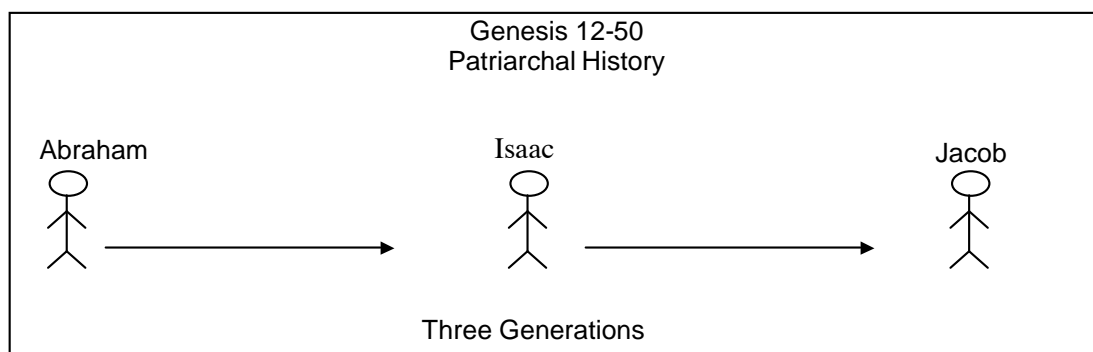 Genesis 12-50
Patriarchal History
Abraham
Isaac
Jacob
Three Generations